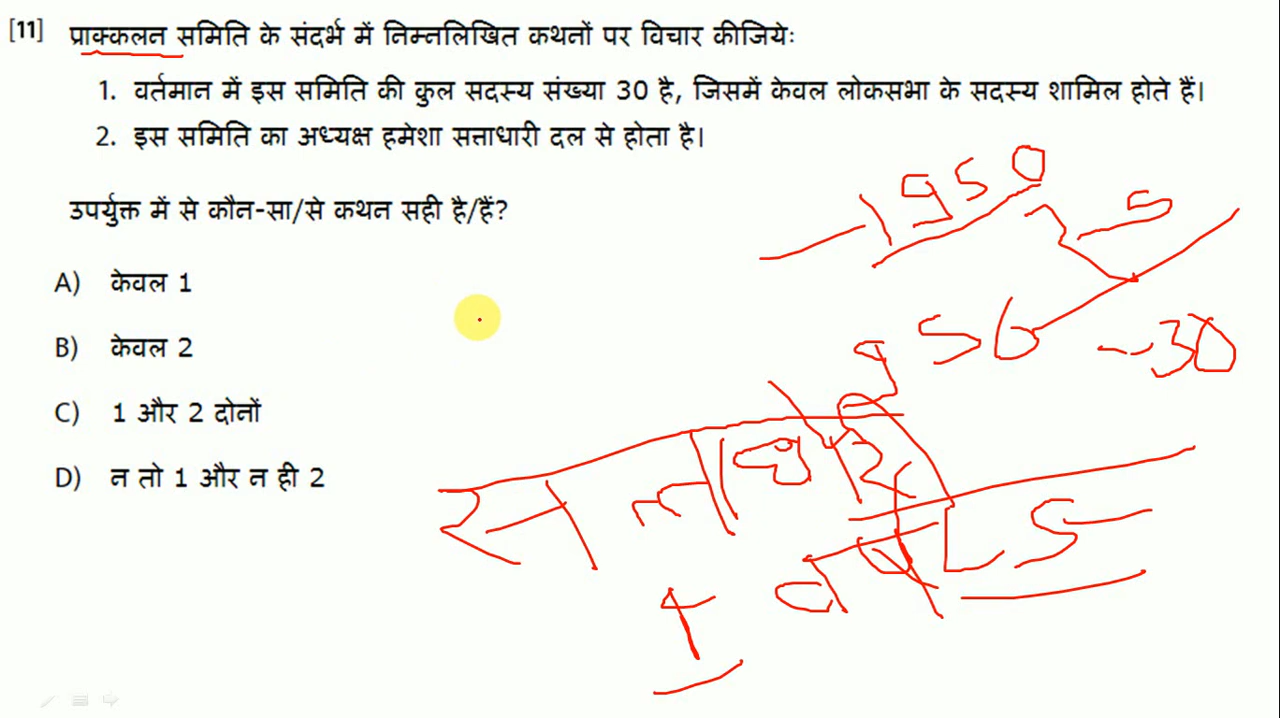 [11] प्राक्कलन समिति के संदर्भ में निम्नलिखित कथनों पर विचार कीजियेः
1. वर्तमान में इस समिति की कुल सदस्य संख्या 30 है, जिसमें केवल लोकसभा के सदस्य शामिल होते हैं।
2. इस समिति का अध्यक्ष हमेशा सत्ताधारी दल से होता है।
उपर्युक्त में से कौन-सा/से कथन सही है/हैं?
1950
25
A) केवल 1
56 -30
B) केवल 2
C) 1 और 2 दोनों
D) न तो 1 और न ही 2
LS
1 वर्ष